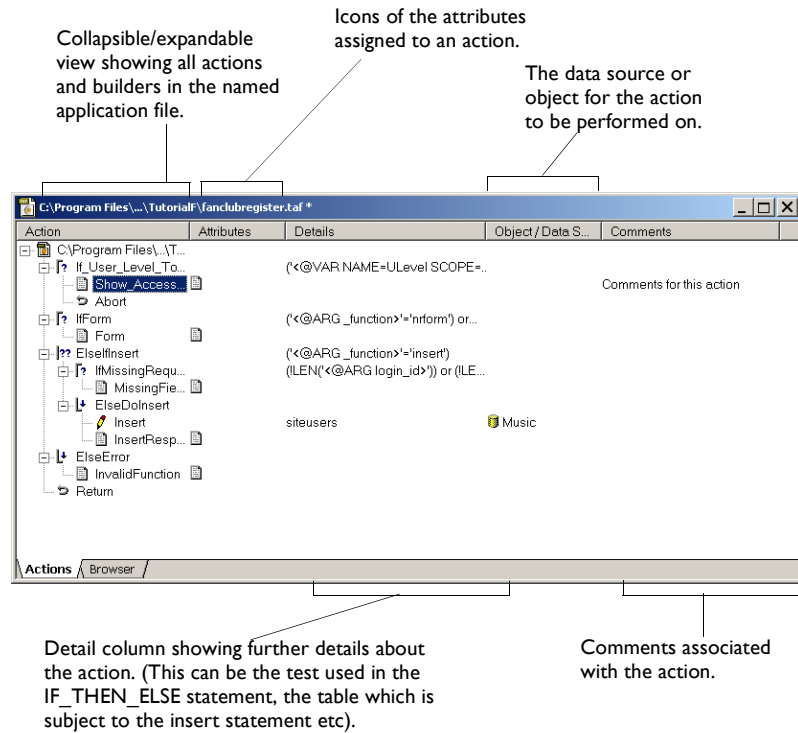 Icons of the attributes
assigned to an action.
Collapsible/expandable
view showing all actions
and builders in the named
application file.
The data source or
object for the action
to be performed on.
C:\Program Files\...\TutorialF\fanclubregister.taf *
Action Attributes Details Object / Data S... Comments
C:\Program Files\...\T...
If_User_Level_To... ('<@VAR NAME=ULevel SCOPE=..
Show_Access... Comments for this action
Abort
IfForm ('<@ARG _function>'='nrform') or...
Form
ElseIfInsert ('<@ARG _function>'='insert')
IfMissingRequ... (!LEN('<@ARG login_id>')) or (!LE...
MissingFie...
ElseDoInsert
Insert siteusers Music
InsertResp...
ElseError
InvalidFunction
Return
Actions Browser
Detail column showing further details about
the action. (This can be the test used in the
IF_THEN_ELSE statement, the table which is
subject to the insert statement etc).
Comments associated
with the action.